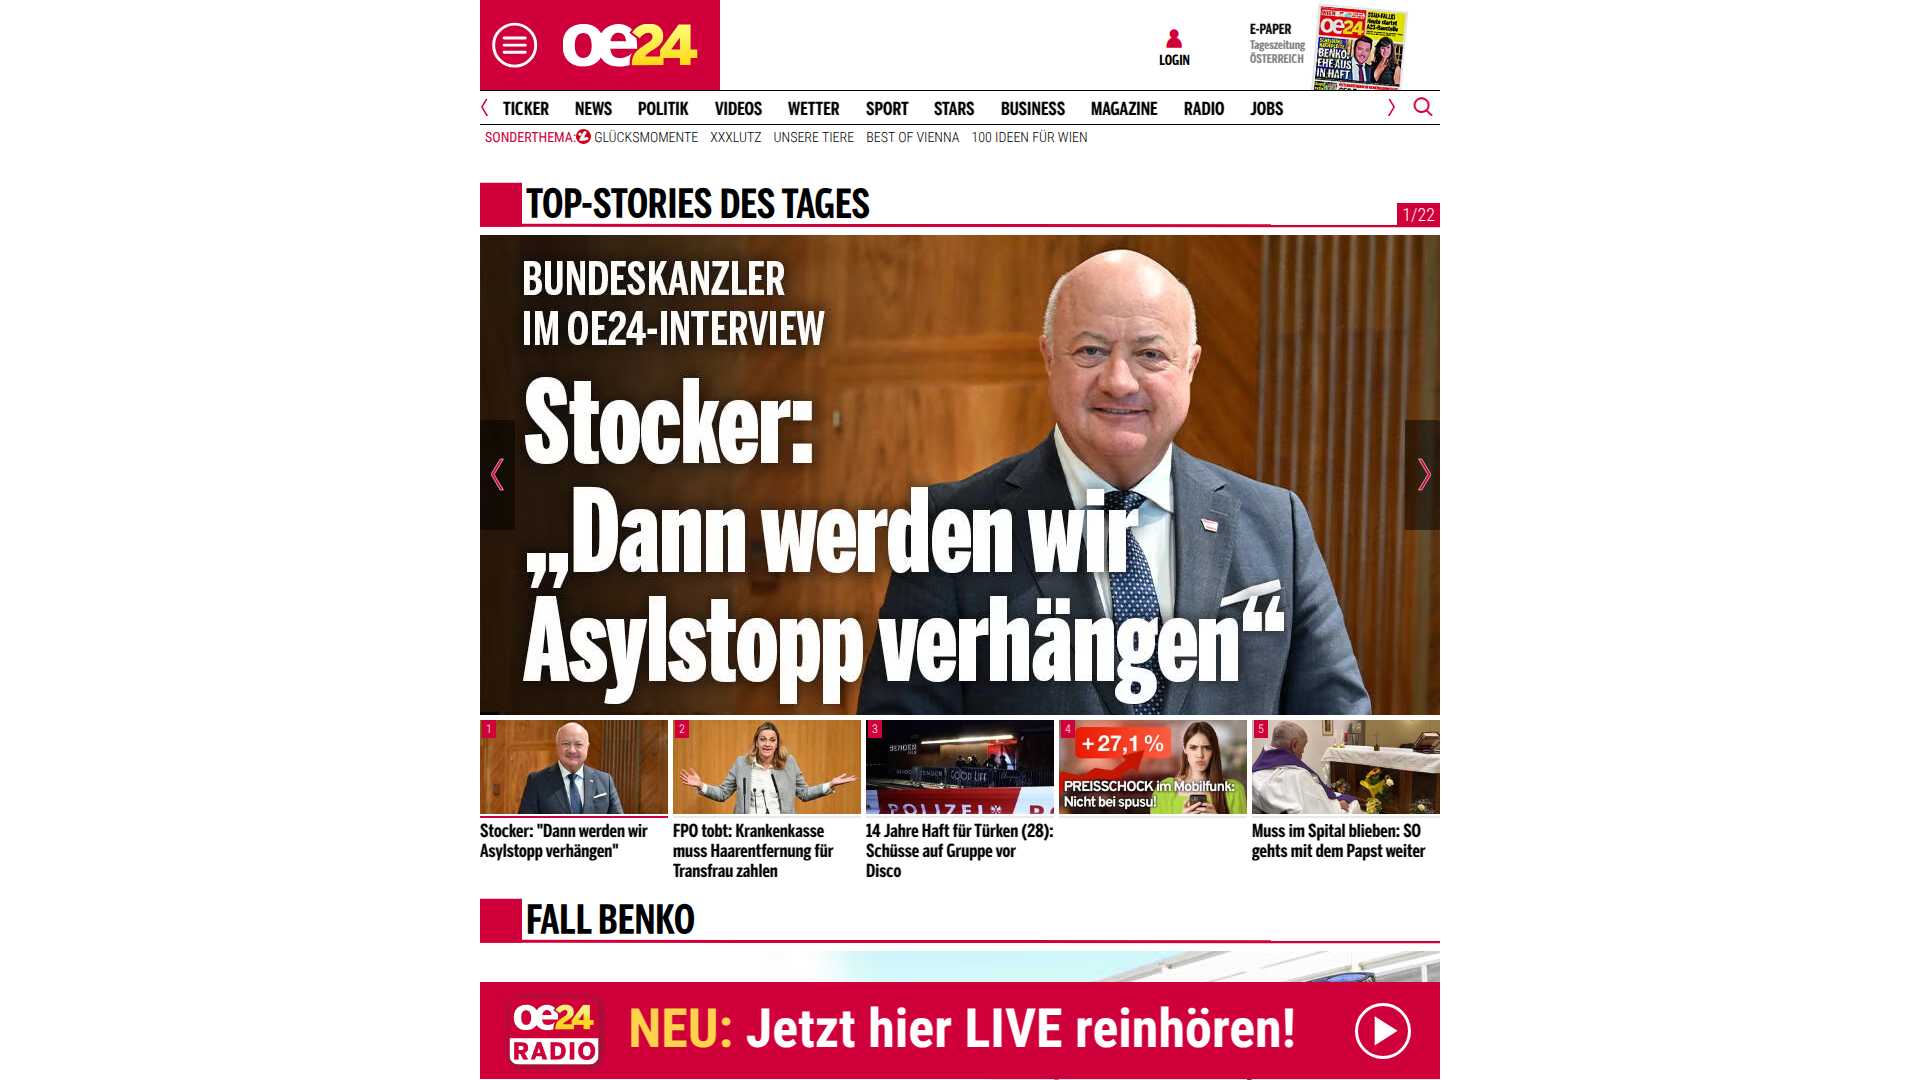 oe24
LOGIN
E-PAPER
Tageszeitung
ÖSTERREICH
oe24
BENKO:
EHE AUS
IN HAFT
TICKER NEWS POLITIK VIDEOS WETTER SPORT STARS BUSINESS MAGAZINE RADIO JOBS
SONDERTHEMA: GLÜCKSMOMENTE XXXLUTZ UNSERE TIERE BEST OF VIENNA 100 IDEEN FÜR WIEN
TOP-STORIES DES TAGES
1/22
BUNDESKANZLER
IM OE24-INTERVIEW
Stocker:
„Dann werden wir
Asylstopp verhängen“
1
2
3
4
5
GOOD LIFE
POLIZEI
+27,1 %
PREISSCHOCK im Mobilfunk:
Nicht bei spusu!
Stocker: "Dann werden wir
Asylstopp verhängen"
FPÖ tobt: Krankenkasse
muss Haarentfernung für
Transfrau zahlen
14 Jahre Haft für Türken (28):
Schüsse auf Gruppe vor
Disco
Muss im Spital blieben: SO
gehts mit dem Papst weiter
FALL BENKO
oe24
RADIO
NEU: Jetzt hier LIVE reinhören!